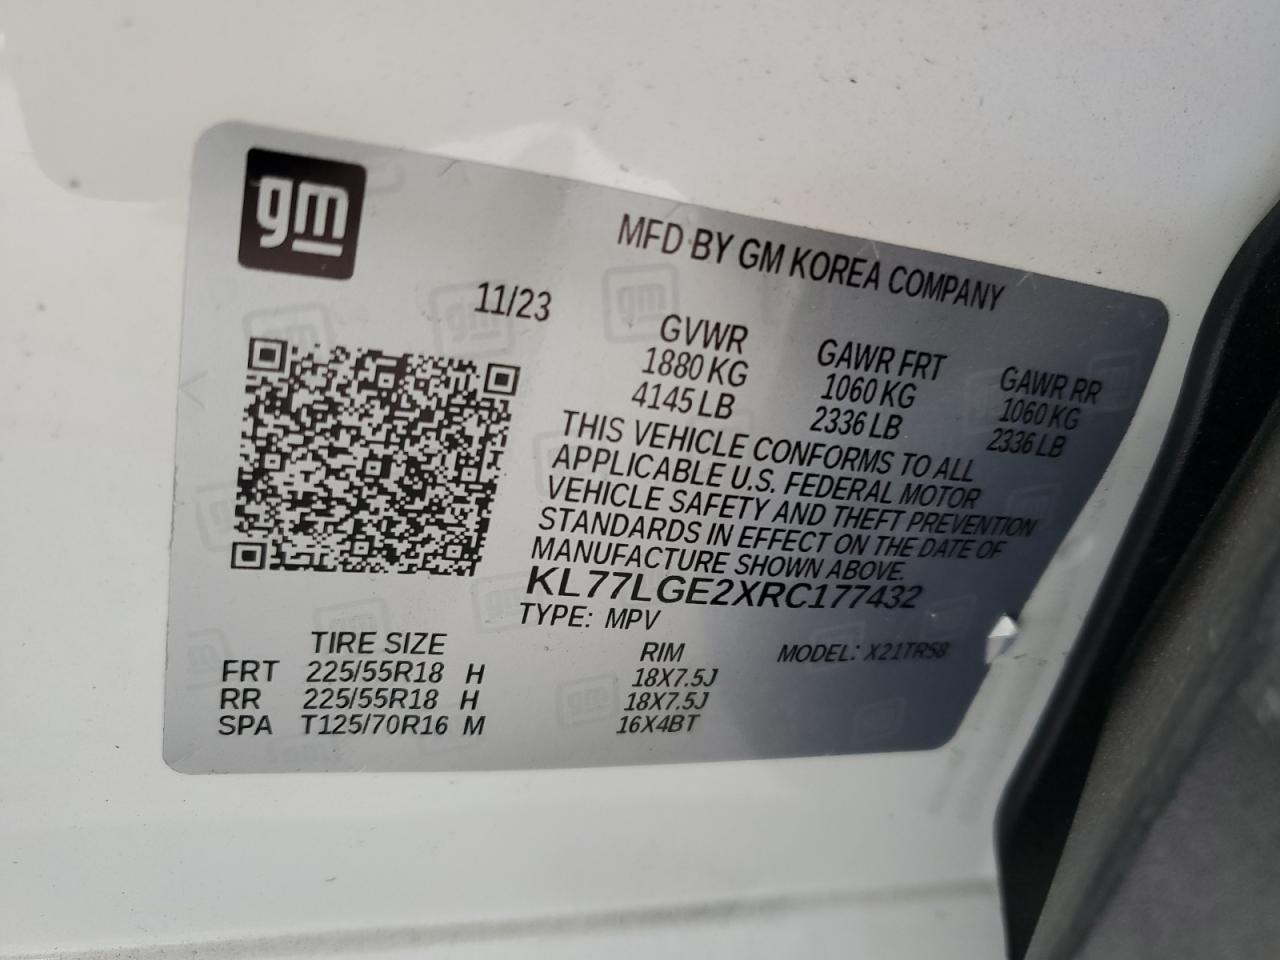 gm
MFD BY GM KOREA COMPANY
11/23
GVWR GAWR FRT GAWR RR
1880 KG 1060 KG 1060 KG
4145 LB 2336 LB 2336 LB
THIS VEHICLE CONFORMS TO ALL
APPLICABLE U.S. FEDERAL MOTOR
VEHICLE SAFETY AND THEFT PREVENTION
STANDARDS IN EFFECT ON THE DATE OF
MANUFACTURE SHOWN ABOVE.
KL77LGE2XRC177432
TYPE: MPV
TIRE SIZE RIM MODEL: X21TR58
FRT 225/55R18 H 18X7.5J
RR 225/55R18 H 18X7.5J
SPA T125/70R16 M 16X4BT